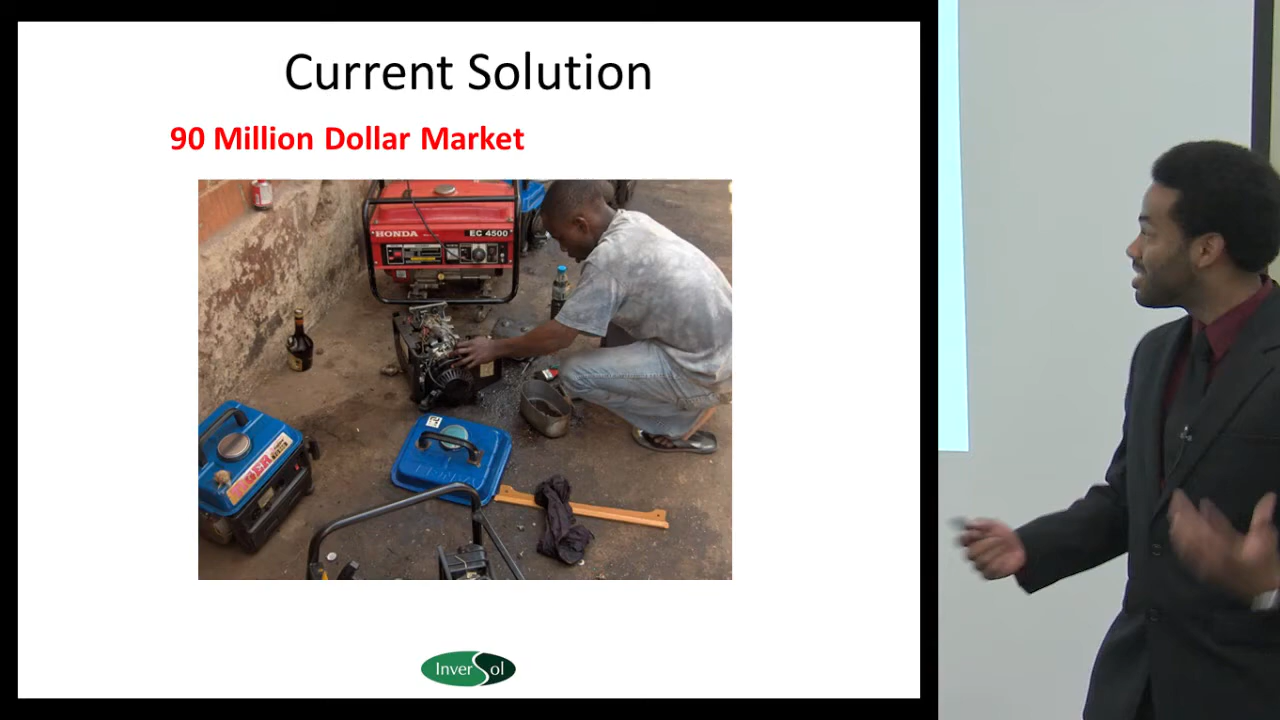 Current Solution
90 Million Dollar Market
HONDA
EC 4500
InverSol